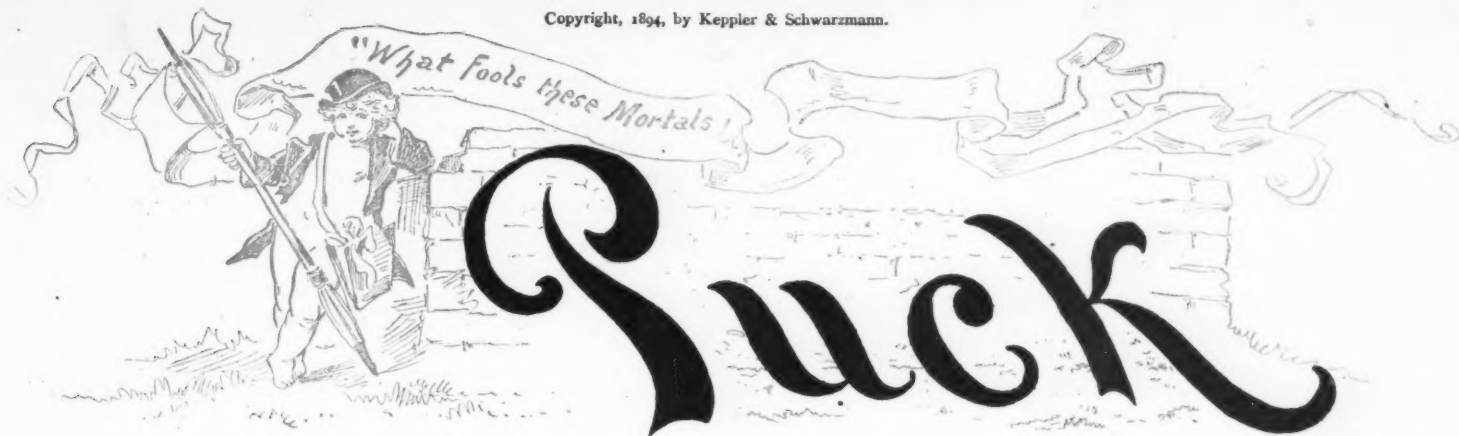 Copyright, 1894, by Keppler & Schwarzmann.
"What Fools these Mortals
Puck